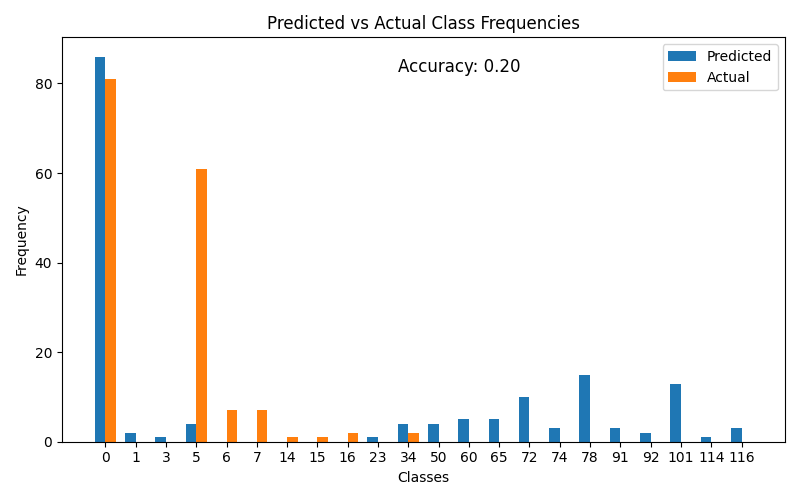 Predicted vs Actual Class Frequencies
Accuracy: 0.20
Predicted
Actual
Frequency
80
60
40
20
0
0 1 3 5 6 7 14 15 16 23 34 50 60 65 72 74 78 91 92 101 114 116
Classes